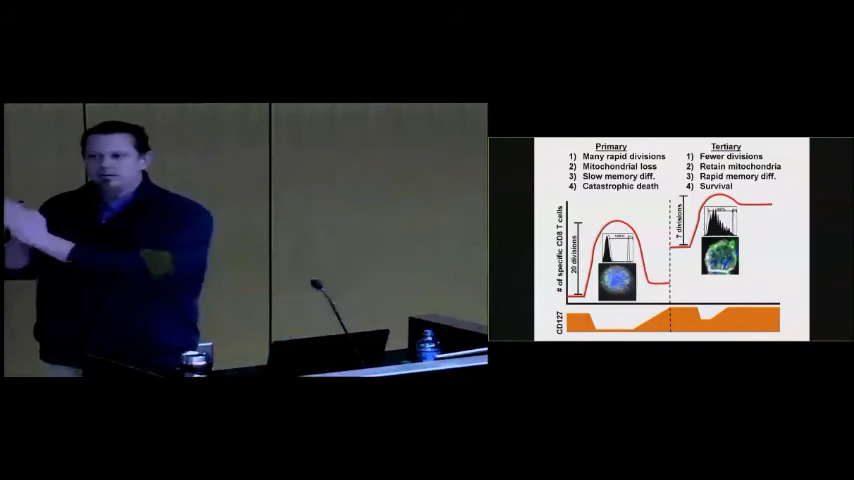 Primary
1) Many rapid divisions
2) Mitochondrial loss
3) Slow memory diff.
4) Catastrophic death
Tertiary
1) Fewer divisions
2) Retain mitochondria
3) Rapid memory diff.
4) Survival
# of specific CD8 T cells
20 divisions
7 divisions
CD127